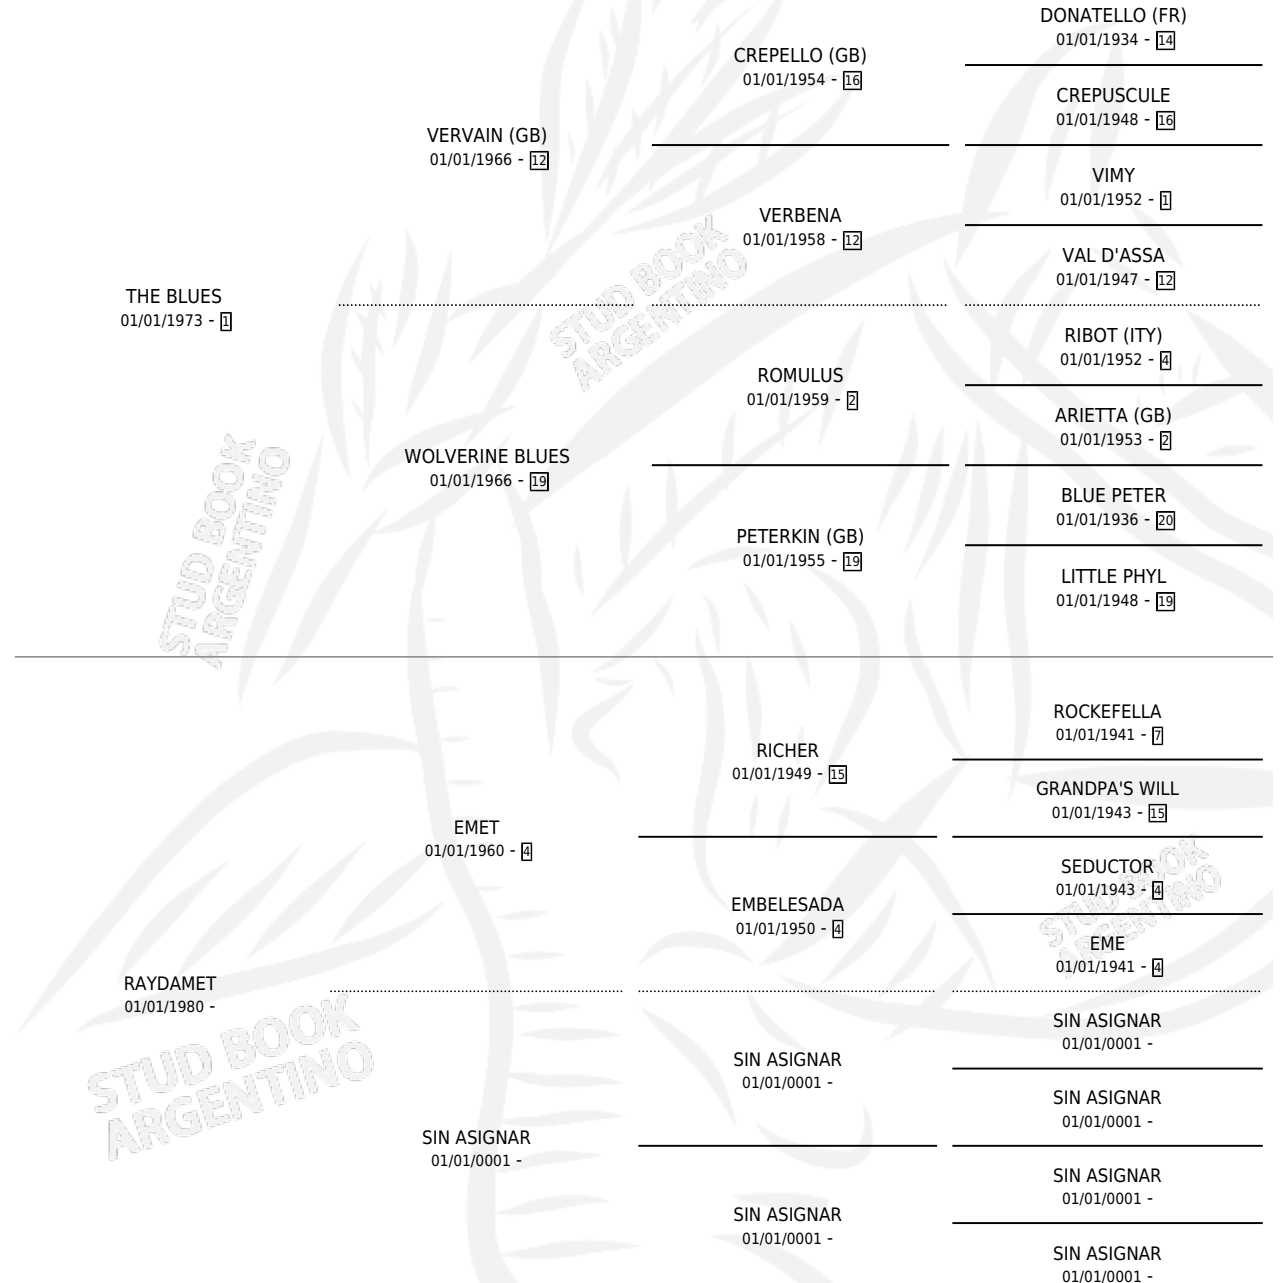 DONATELLO (FR)
01/01/1934 - 14
CREPELLO (GB)
01/01/1954 - 16
CREPUSCULE
01/01/1948 - 16
VERVAIN (GB)
01/01/1966 - 12
VIMY
01/01/1952 - 1
VERBENA
01/01/1958 - 12
VAL D'ASSA
01/01/1947 - 12
THE BLUES
01/01/1973 - 1
RIBOT (ITY)
01/01/1952 - 4
ROMULUS
01/01/1959 - 2
ARIETTA (GB)
01/01/1953 - 2
WOLVERINE BLUES
01/01/1966 - 19
BLUE PETER
01/01/1936 - 20
PETERKIN (GB)
01/01/1955 - 19
LITTLE PHYL
01/01/1948 - 19
STUD BOOK
ARGENTINO
STUD BOOK
ARGENTINO
ROCKEFELLA
01/01/1941 - 7
RICHER
01/01/1949 - 15
GRANDPA'S WILL
01/01/1943 - 15
EMET
01/01/1960 - 4
SEDUCTOR
01/01/1943 - 4
EMBELESADA
01/01/1950 - 4
EME
01/01/1941 - 4
RAYDAMET
01/01/1980 -
SIN ASIGNAR
01/01/0001 -
SIN ASIGNAR
01/01/0001 -
SIN ASIGNAR
01/01/0001 -
SIN ASIGNAR
01/01/0001 -
SIN ASIGNAR
01/01/0001 -
SIN ASIGNAR
01/01/0001 -
SIN ASIGNAR
01/01/0001 -
STUD BOOK
ARGENTINO
STUD BOOK
ARGENTINO